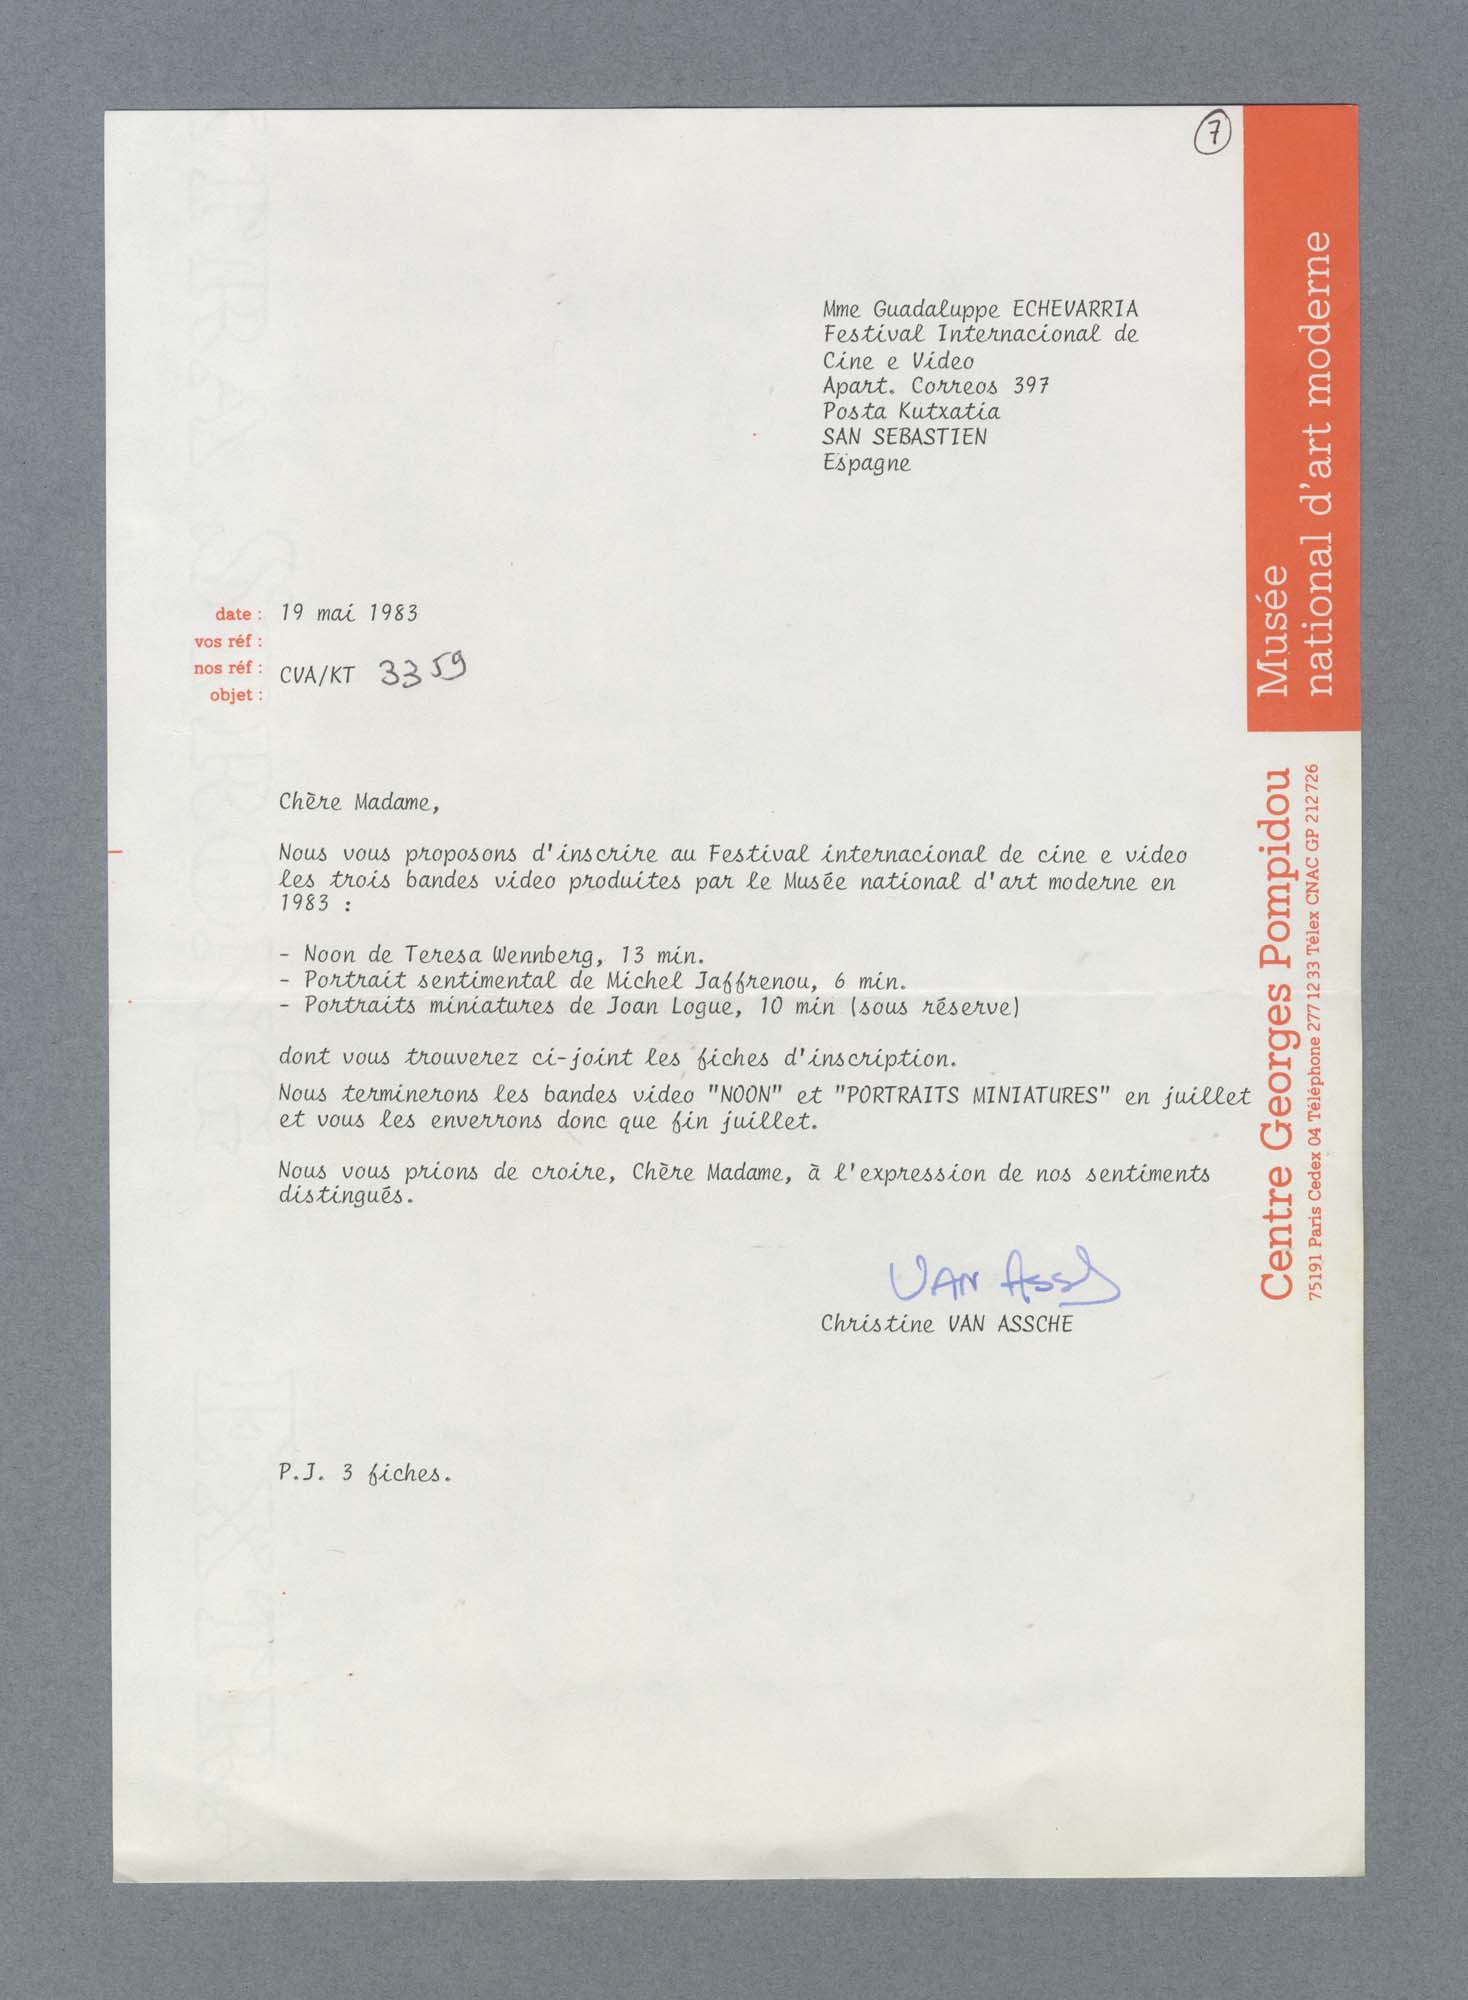 7
Musée
national d'art moderne
Centre Georges Pompidou
75191 Paris Cedex 04 Téléphone 277 12 33 Télex CNAC GP 212 726
Mme Guadaluppe ECHEVARRIA
Festival Internacional de
Cine e Video
Apart. Correos 397
Posta Kutxatia
SAN SEBASTIEN
Espagne
date : 19 mai 1983
vos réf :
nos réf : CVA/KT 3359
objet :
Chère Madame,
Nous vous proposons d'inscrire au Festival internacional de cine e video
les trois bandes video produites par le Musée national d'art moderne en
1983 :
- Noon de Teresa Wennberg, 13 min.
- Portrait sentimental de Michel Jaffrenou, 6 min.
- Portraits miniatures de Joan Logue, 10 min (sous réserve)
dont vous trouverez ci-joint les fiches d'inscription.
Nous terminerons les bandes video "NOON" et "PORTRAITS MINIATURES" en juillet
et vous les enverrons donc que fin juillet.
Nous vous prions de croire, Chère Madame, à l'expression de nos sentiments
distingués.
Christine VAN ASSCHE
P.J. 3 fiches.